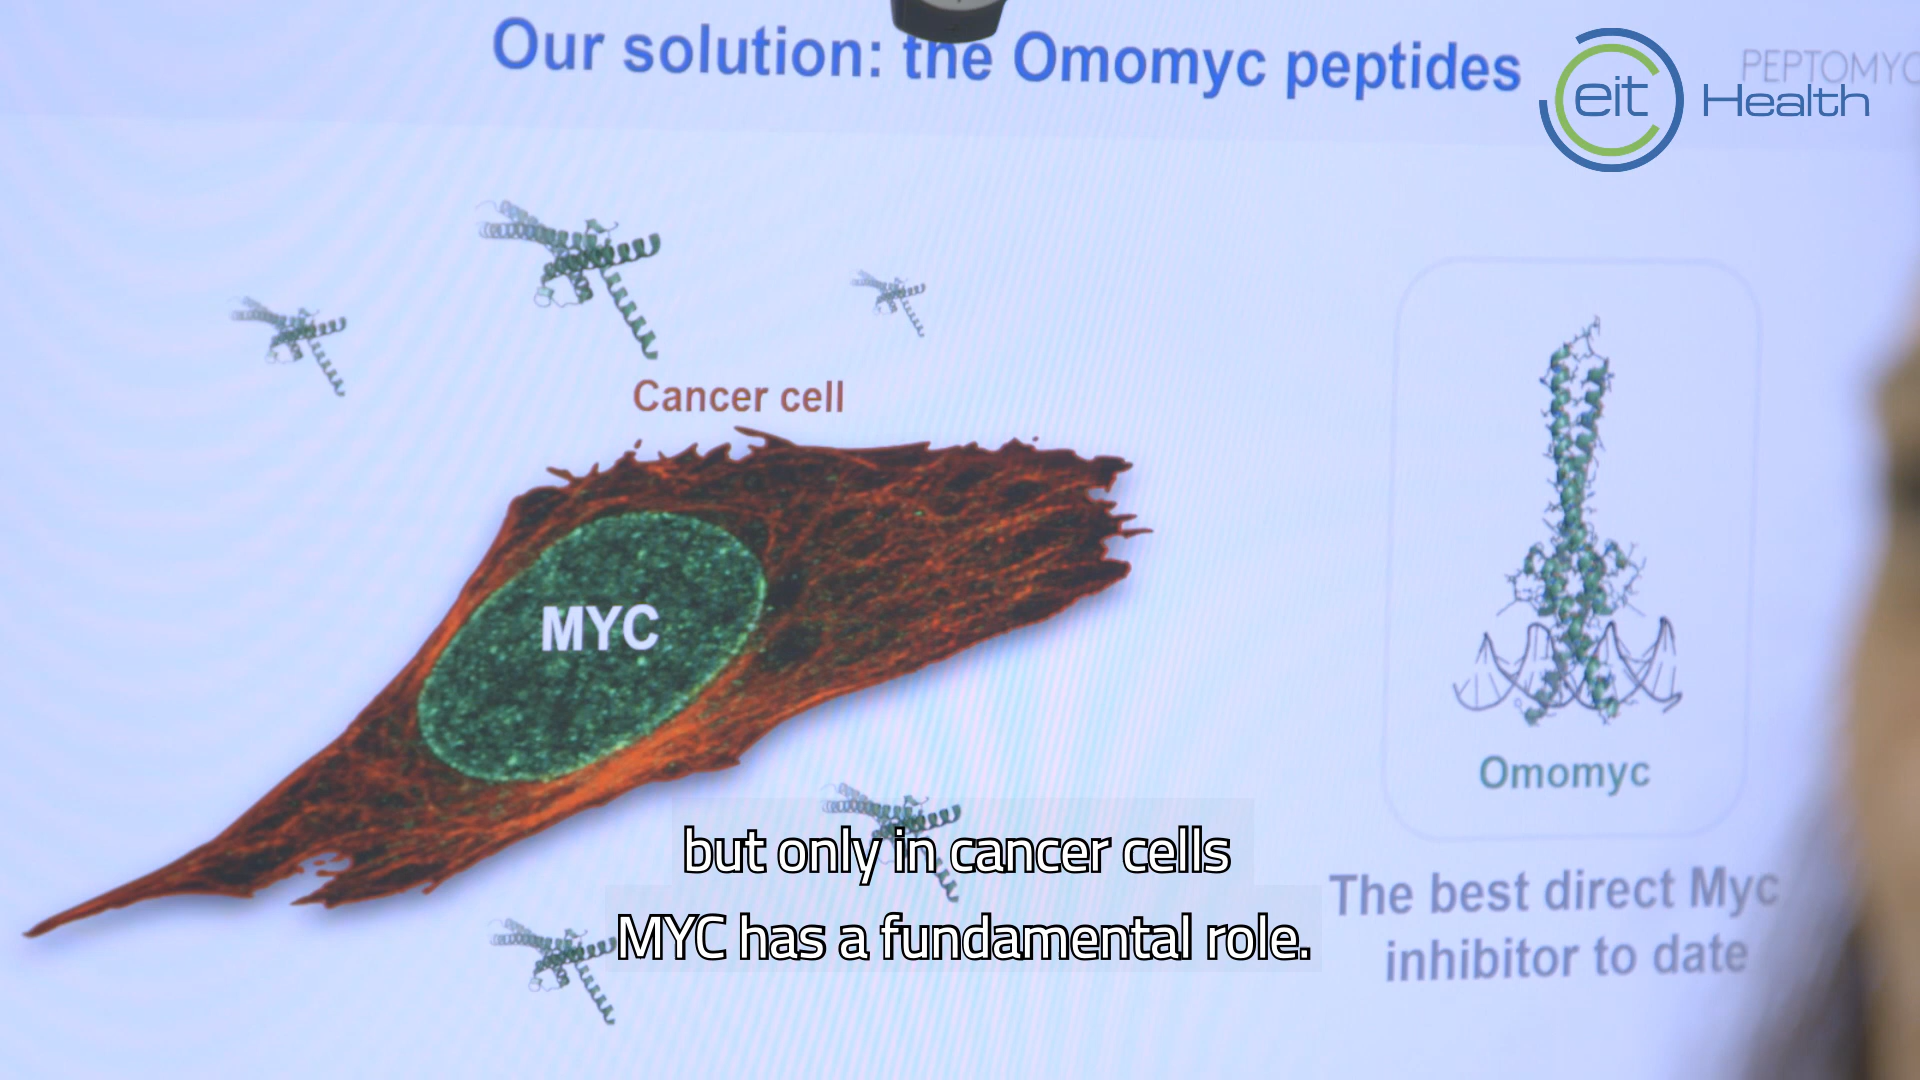 Our solution: the Omomyc peptides
eit Health
PEPTOMYC
Cancer cell
MYC
Omomyc
The best direct Myc
inhibitor to date
but only in cancer cells
MYC has a fundamental role.